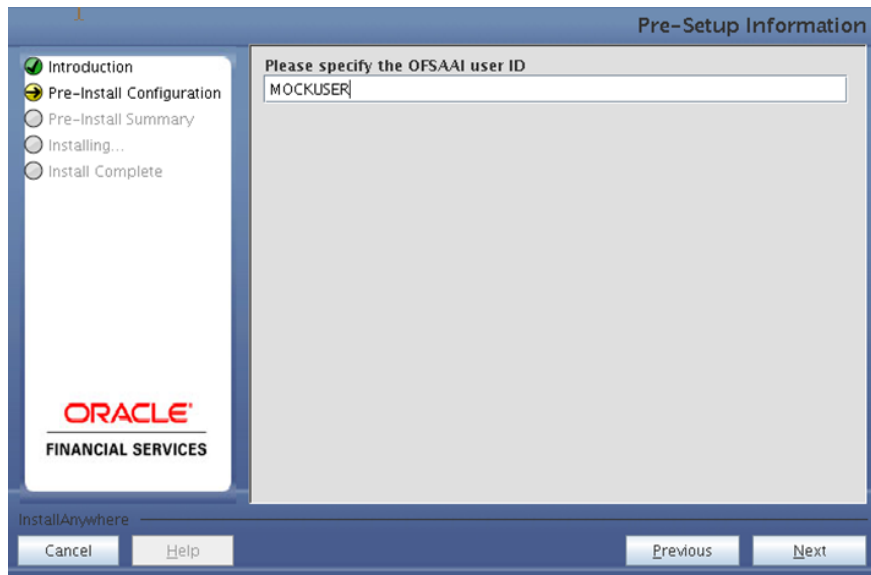 Pre-Setup Information
Introduction
Pre-Install Configuration
Pre-Install Summary
Installing...
Install Complete
ORACLE
FINANCIAL SERVICES
Please specify the OFSAAI user ID
MOCKUSER
InstallAnywhere
Cancel
Help
Previous
Next